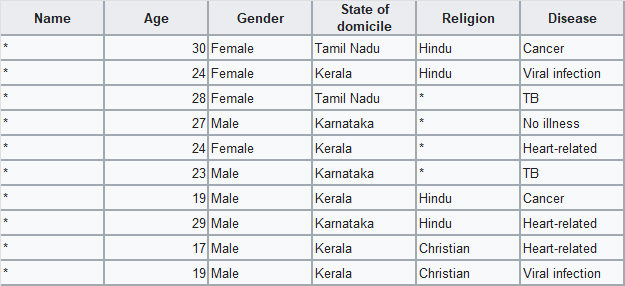 Name Age Gender State of domicile Religion Disease
* 30 Female Tamil Nadu Hindu Cancer
* 24 Female Kerala Hindu Viral infection
* 28 Female Tamil Nadu * TB
* 27 Male Karnataka * No illness
* 24 Female Kerala * Heart-related
* 23 Male Karnataka * TB
* 19 Male Kerala Hindu Cancer
* 29 Male Karnataka Hindu Heart-related
* 17 Male Kerala Christian Heart-related
* 19 Male Kerala Christian Viral infection